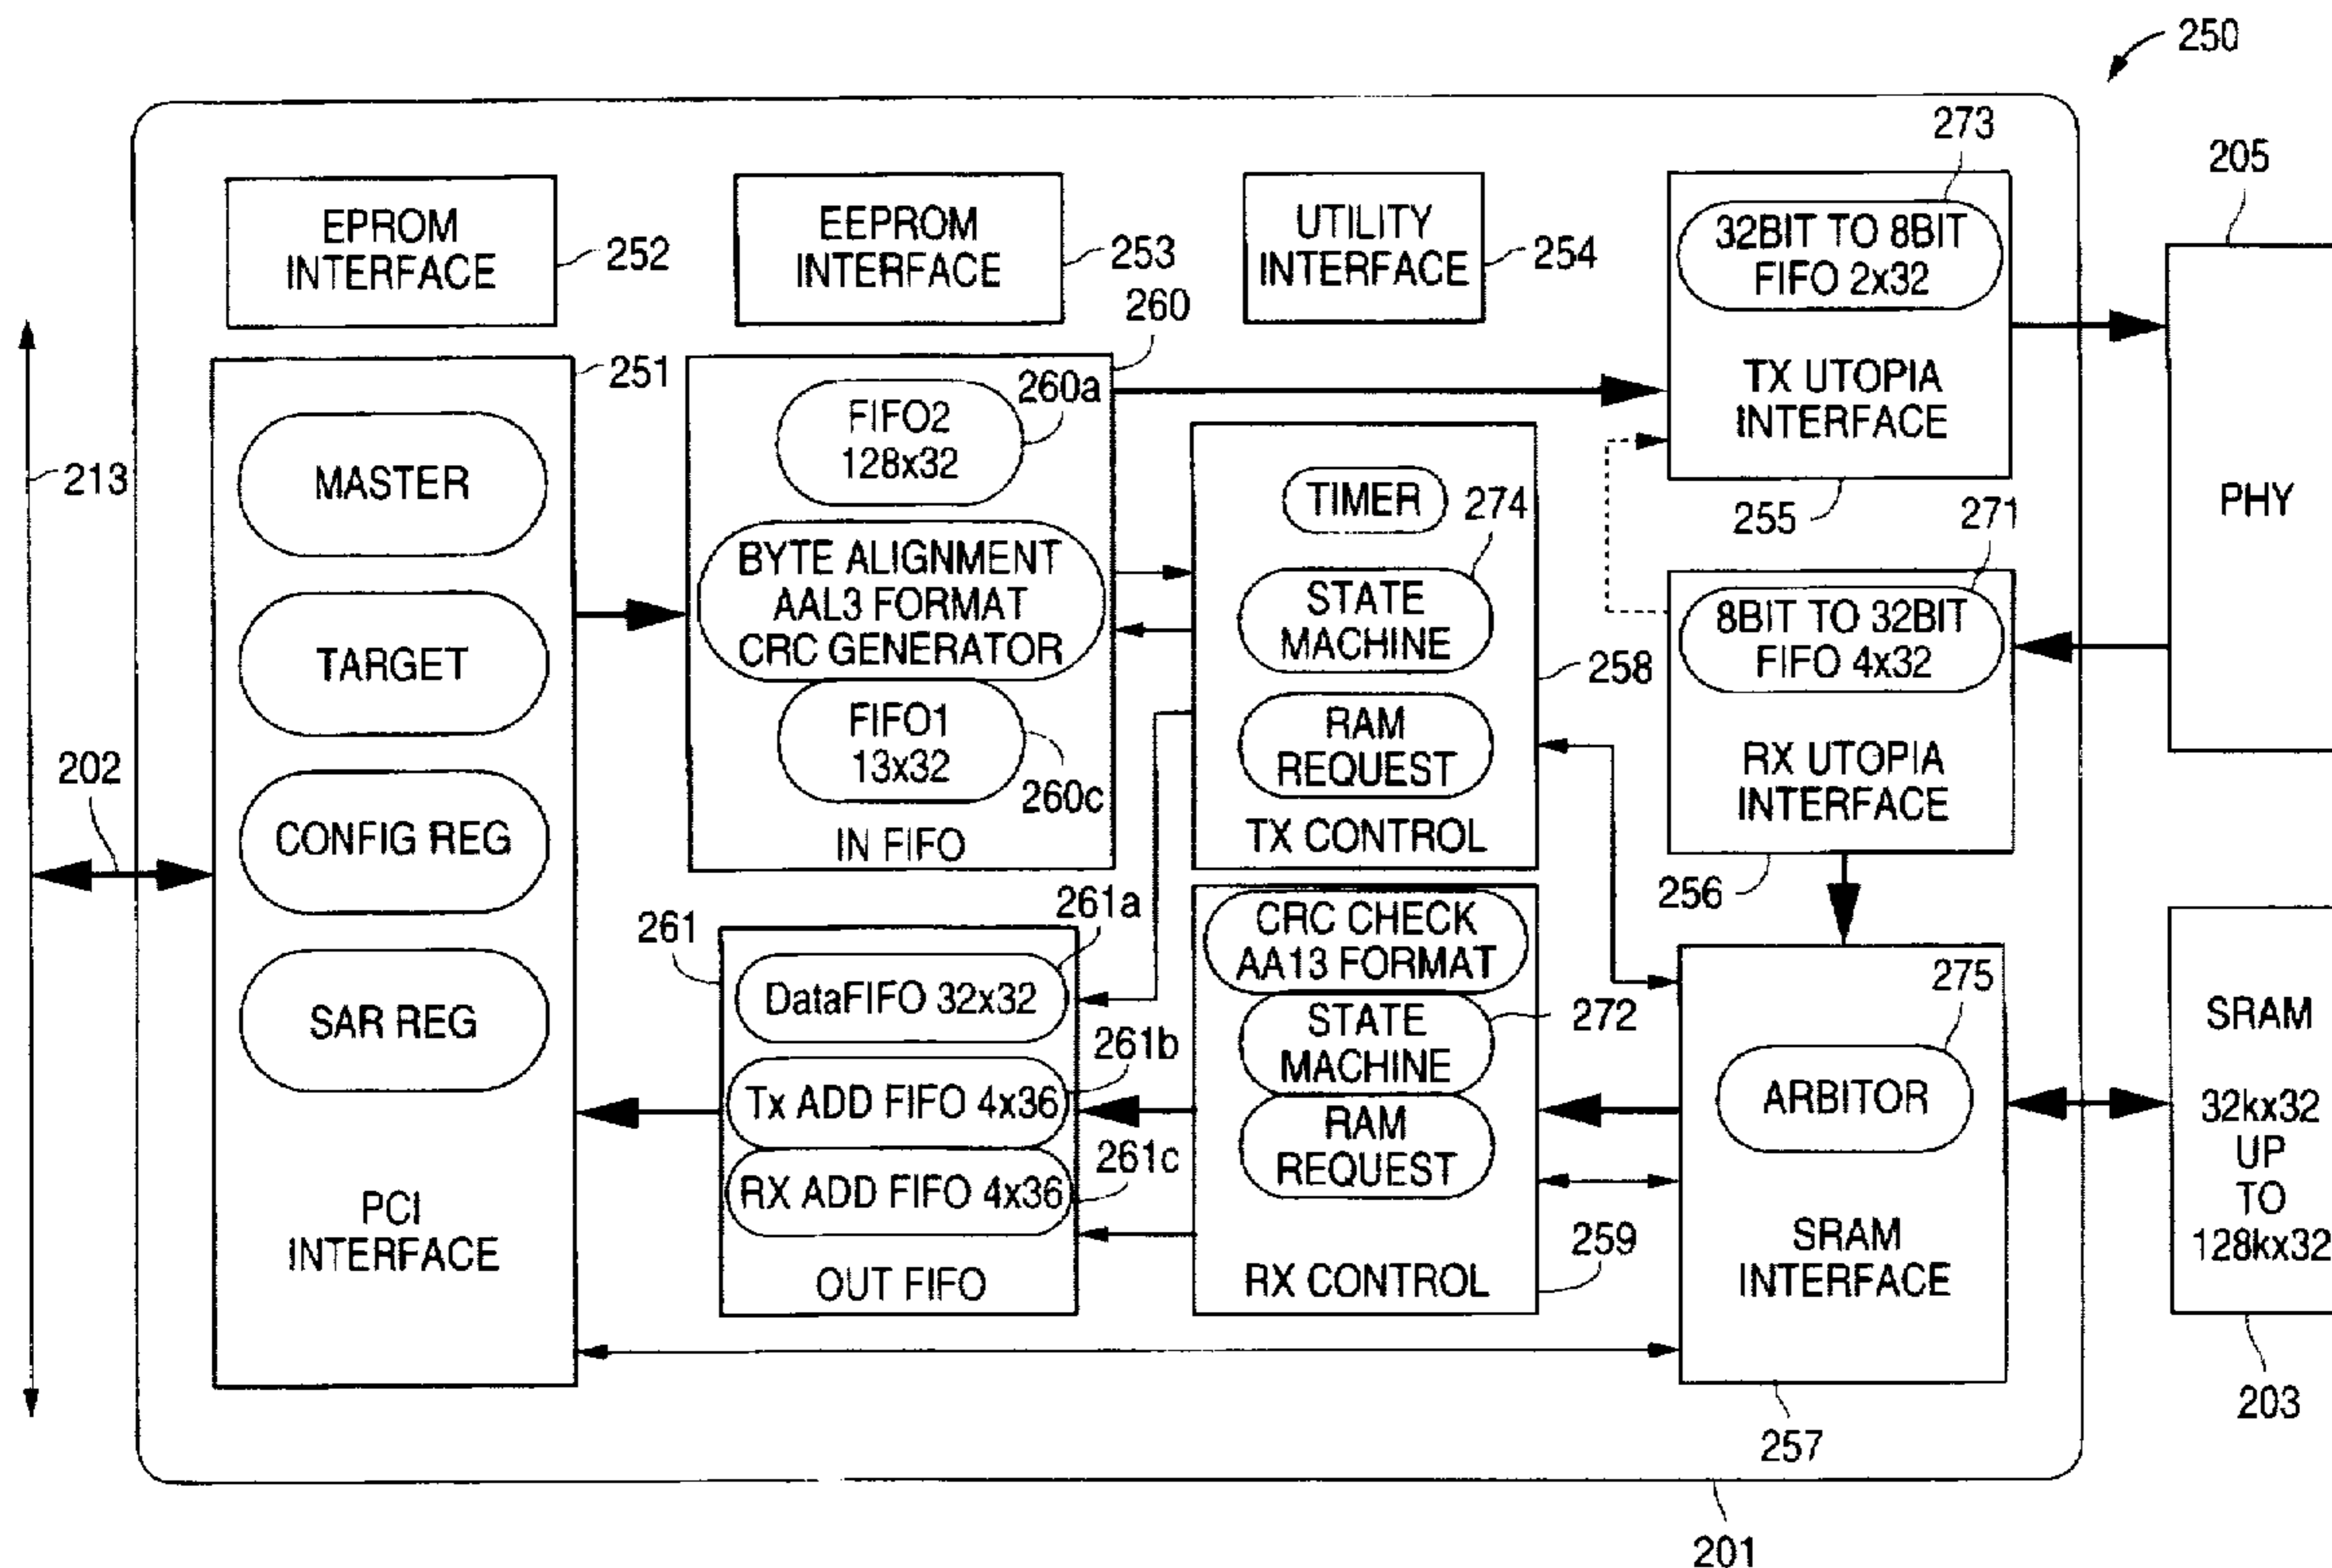 250
273
205
EPROM
INTERFACE
252
EEPROM
INTERFACE
253
UTILITY
INTERFACE
254
32BIT TO 8BIT
FIFO 2x32
TX UTOPIA
INTERFACE
255
260
251
213
202
MASTER
TARGET
CONFIG REG
SAR REG
PCI
INTERFACE
260a
FIFO2
128x32
BYTE ALIGNMENT
AAL3 FORMAT
CRC GENERATOR
FIFO1
13x32
260c
IN FIFO
TIMER
274
STATE
MACHINE
RAM
REQUEST
TX CONTROL
258
271
8BIT TO 32BIT
FIFO 4x32
RX UTOPIA
INTERFACE
256
PHY
261
261a
DataFIFO 32x32
261b
Tx ADD FIFO 4x36
261c
RX ADD FIFO 4x36
OUT FIFO
CRC CHECK
AA13 FORMAT
STATE
MACHINE
272
RAM
REQUEST
RX CONTROL
259
275
ARBITOR
SRAM
INTERFACE
257
SRAM
32kx32
UP
TO
128kx32
203
201